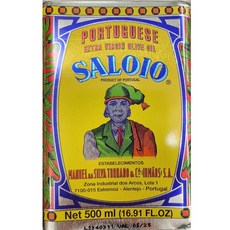 PORTUGUESE
EXTRA VIRGIN OLIVE OIL
SALOIO®
PRODUCT OF PORTUGAL
ESTABELECIMENTOS
MANUEL DA SILVA TORRADO & Cª (IRMÃOS) S.A.
Zona Industrial dos Arcos, Lote 1
7100-015 Estremoz - Alentejo - Portugal
Net 500 ml (16.91 FL.OZ)